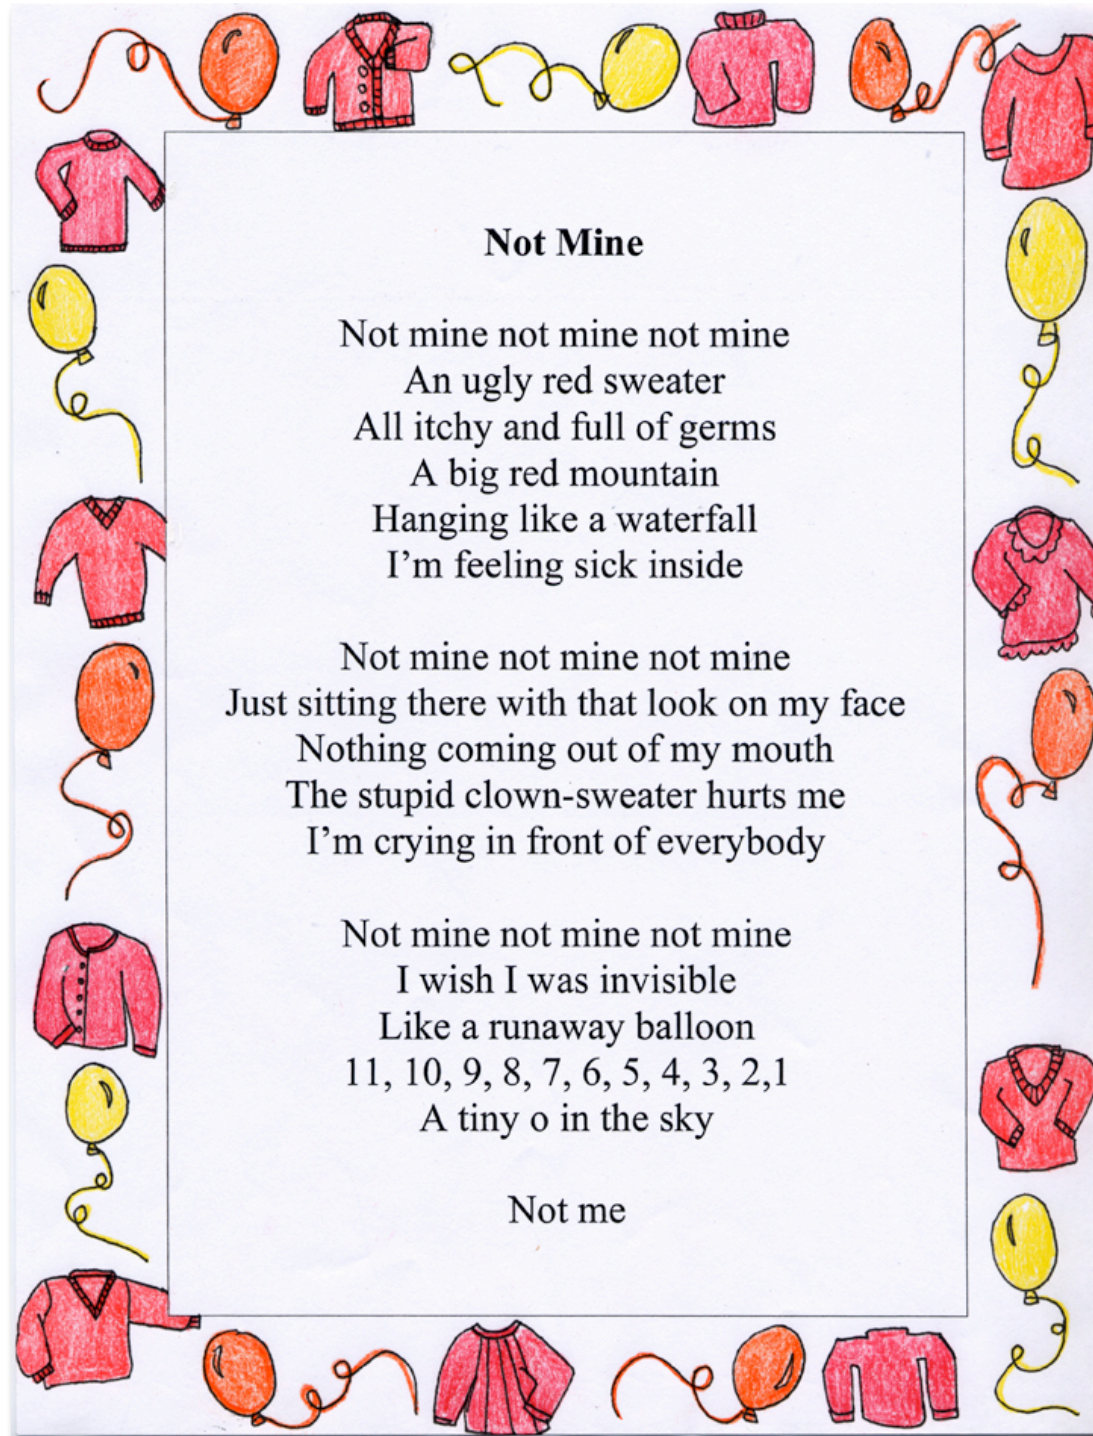 Not Mine
Not mine not mine not mine
An ugly red sweater
All itchy and full of germs
A big red mountain
Hanging like a waterfall
I'm feeling sick inside
Not mine not mine not mine
Just sitting there with that look on my face
Nothing coming out of my mouth
The stupid clown-sweater hurts me
I'm crying in front of everybody
Not mine not mine not mine
I wish I was invisible
Like a runaway balloon
11, 10, 9, 8, 7, 6, 5, 4, 3, 2,1
A tiny o in the sky
Not me